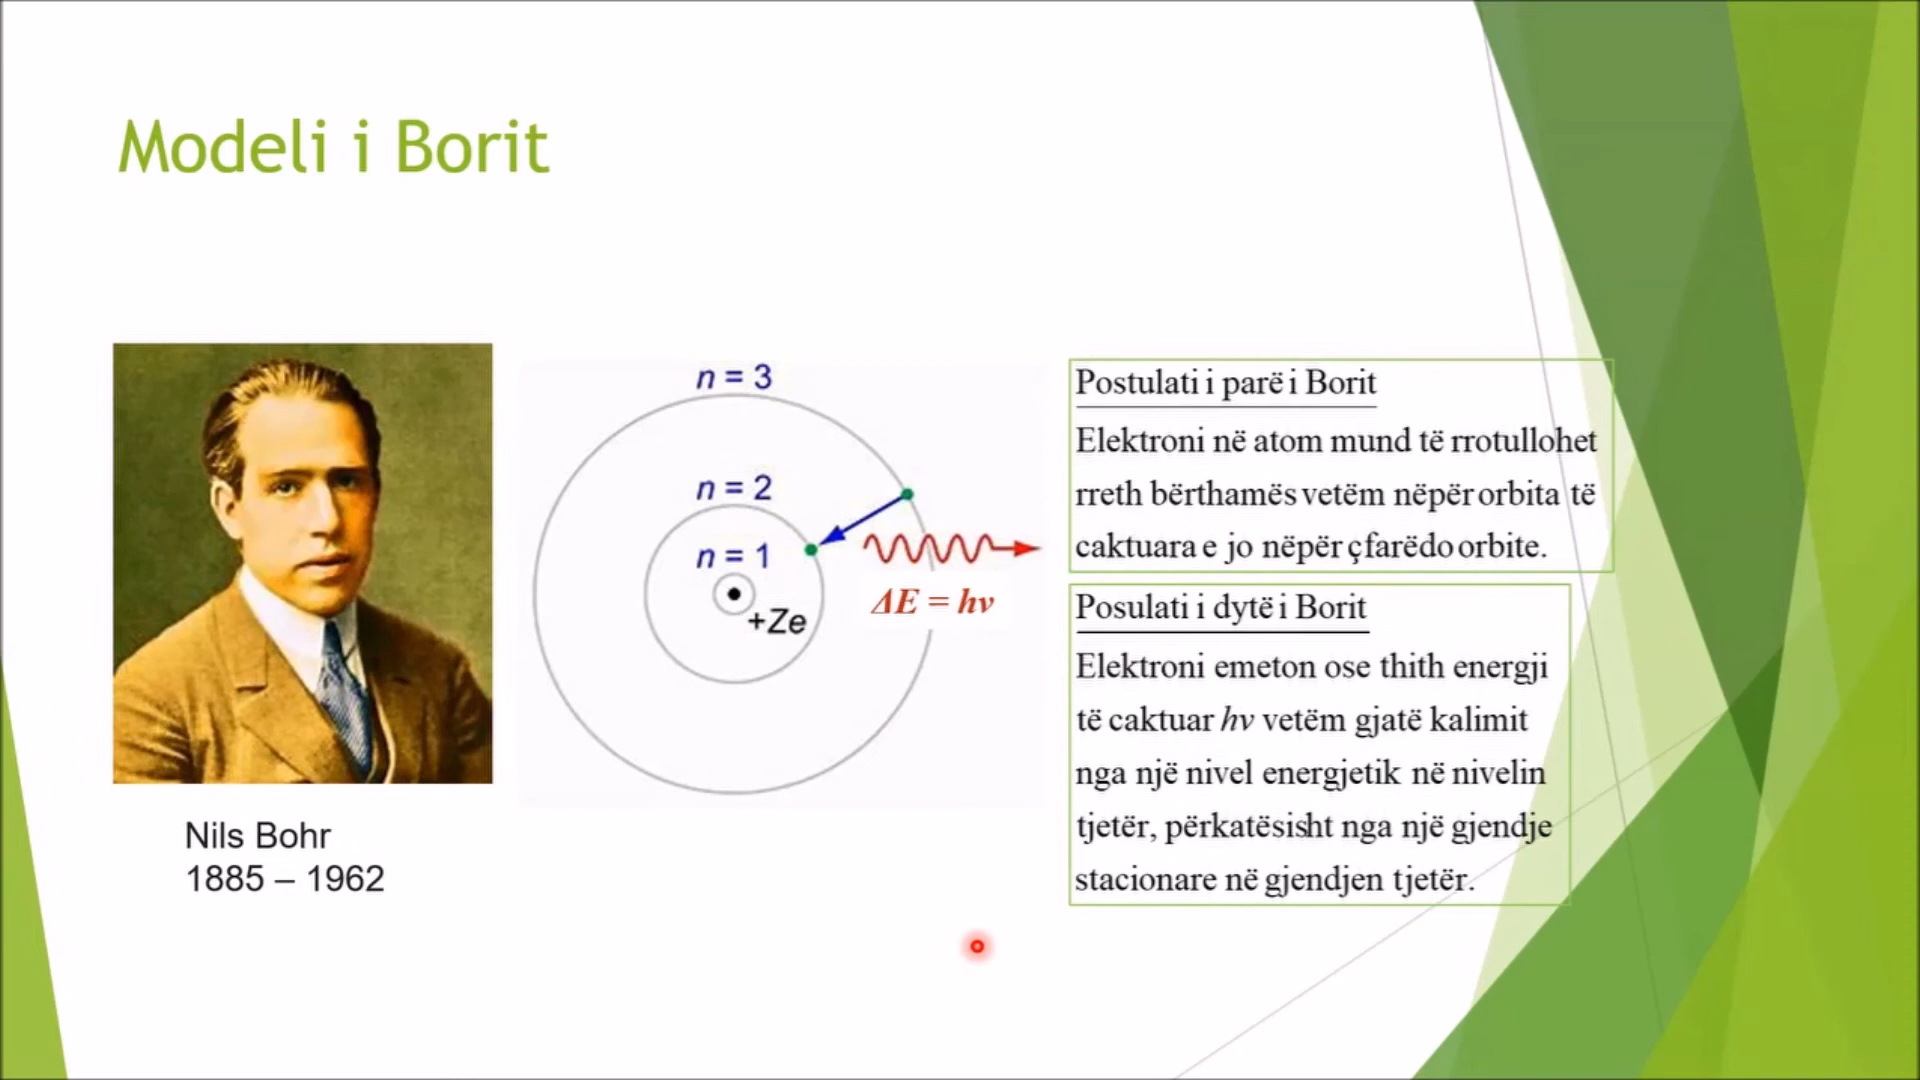 Modeli i Borit
n = 3
n = 2
n = 1
+Ze
ΔE = hν
Nils Bohr
1885 – 1962
Postulati i parë i Borit
Elektroni në atom mund të rrotullohet
rreth bërthamës vetëm nëpër orbita të
caktuara e jo nëpër çfarëdo orbite.
Posulati i dytë i Borit
Elektroni emeton ose thith energji
të caktuar hv vetëm gjatë kalimit
nga një nivel energjetik në nivelin
tjetër, përkatësisht nga një gjendje
stacionare në gjendjen tjetër.